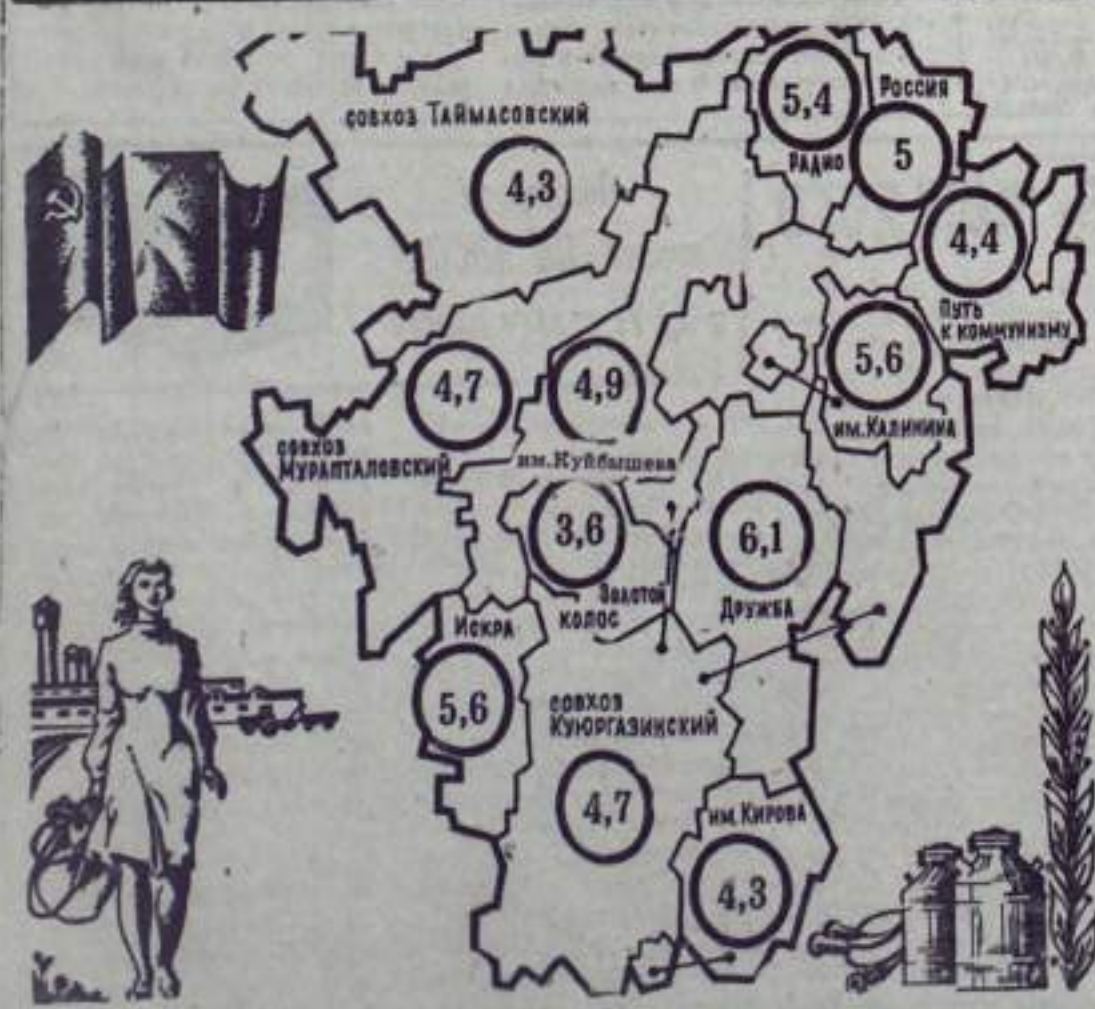 совхоз Таймасовский
4,3
5,4
Радио
Россия
5
4,4
Путь
к коммунизму
5,6
им. Калинина
4,7
совхоз
Мурапталовский
4,9
им. Куйбышева
3,6
Золотой
колос
6,1
Дружба
Искра
5,6
совхоз
Куюргазинский
4,7
им. Кирова
4,3